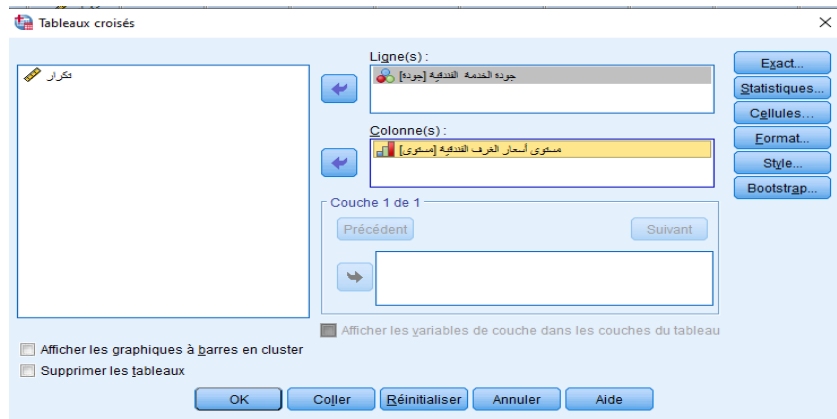 Tableaux croisés
تكرار
Ligne(s) :
جودة الخدمة الفندقية [جودة]
Colonne(s) :
مستوى أسعار الغرف الفندقية [مستوى]
Couche 1 de 1
Précédent
Suivant
Afficher les variables de couche dans les couches du tableau
Exact...
Statistiques...
Cellules...
Format...
Style...
Bootstrap...
Afficher les graphiques à barres en cluster
Supprimer les tableaux
OK
Coller
Réinitialiser
Annuler
Aide